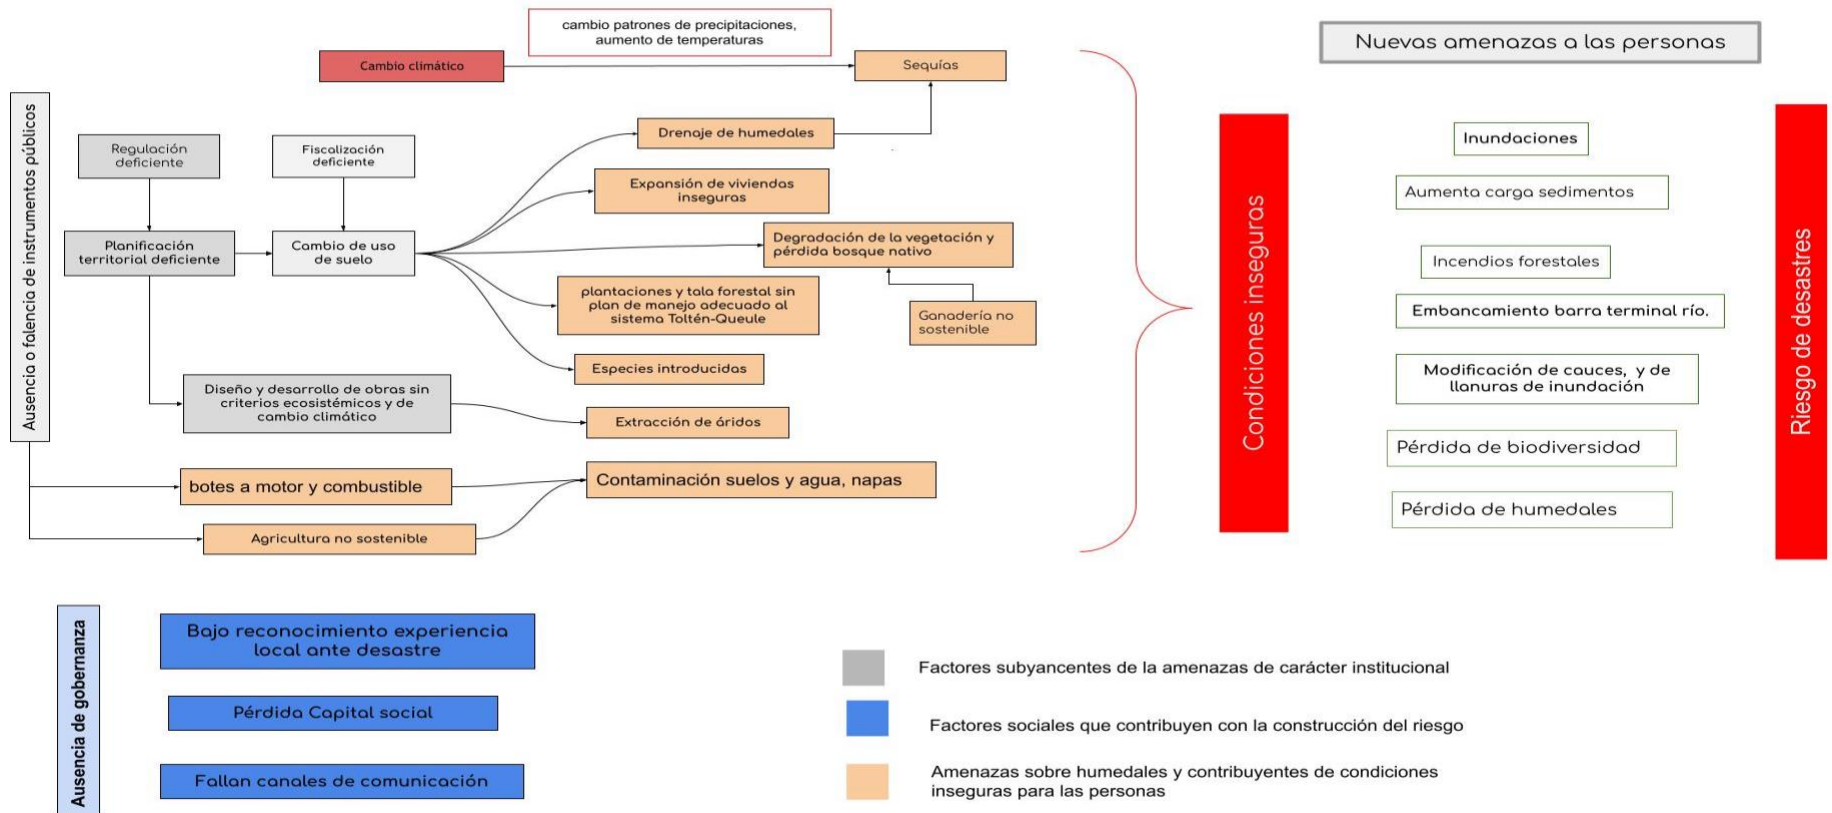 cambio patrones de precipitaciones,
aumento de temperaturas
Cambio climático
Sequías
Nuevas amenazas a las personas
Ausencia o falencia de instrumentos públicos
Regulación
deficiente
Fiscalización
deficiente
Drenaje de humedales
Expansión de viviendas
inseguras
Planificación
territorial deficiente
Cambio de uso
de suelo
Degradación de la vegetación y
pérdida bosque nativo
plantaciones y tala forestal sin
plan de manejo adecuado al
sistema Toltén-Queule
Ganadería no
sostenible
Especies introducidas
Diseño y desarrollo de obras sin
criterios ecosistémicos y de
cambio climático
Extracción de áridos
botes a motor y combustible
Contaminación suelos y agua, napas
Agricultura no sostenible
Condiciones inseguras
Inundaciones
Aumenta carga sedimentos
Incendios forestales
Embancamiento barra terminal río.
Modificación de cauces, y de
llanuras de inundación
Pérdida de biodiversidad
Pérdida de humedales
Riesgo de desastres
Ausencia de gobernanza
Bajo reconocimiento experiencia
local ante desastre
Pérdida Capital social
Fallan canales de comunicación
Factores subyancentes de la amenazas de carácter institucional
Factores sociales que contribuyen con la construcción del riesgo
Amenazas sobre humedales y contribuyentes de condiciones
inseguras para las personas